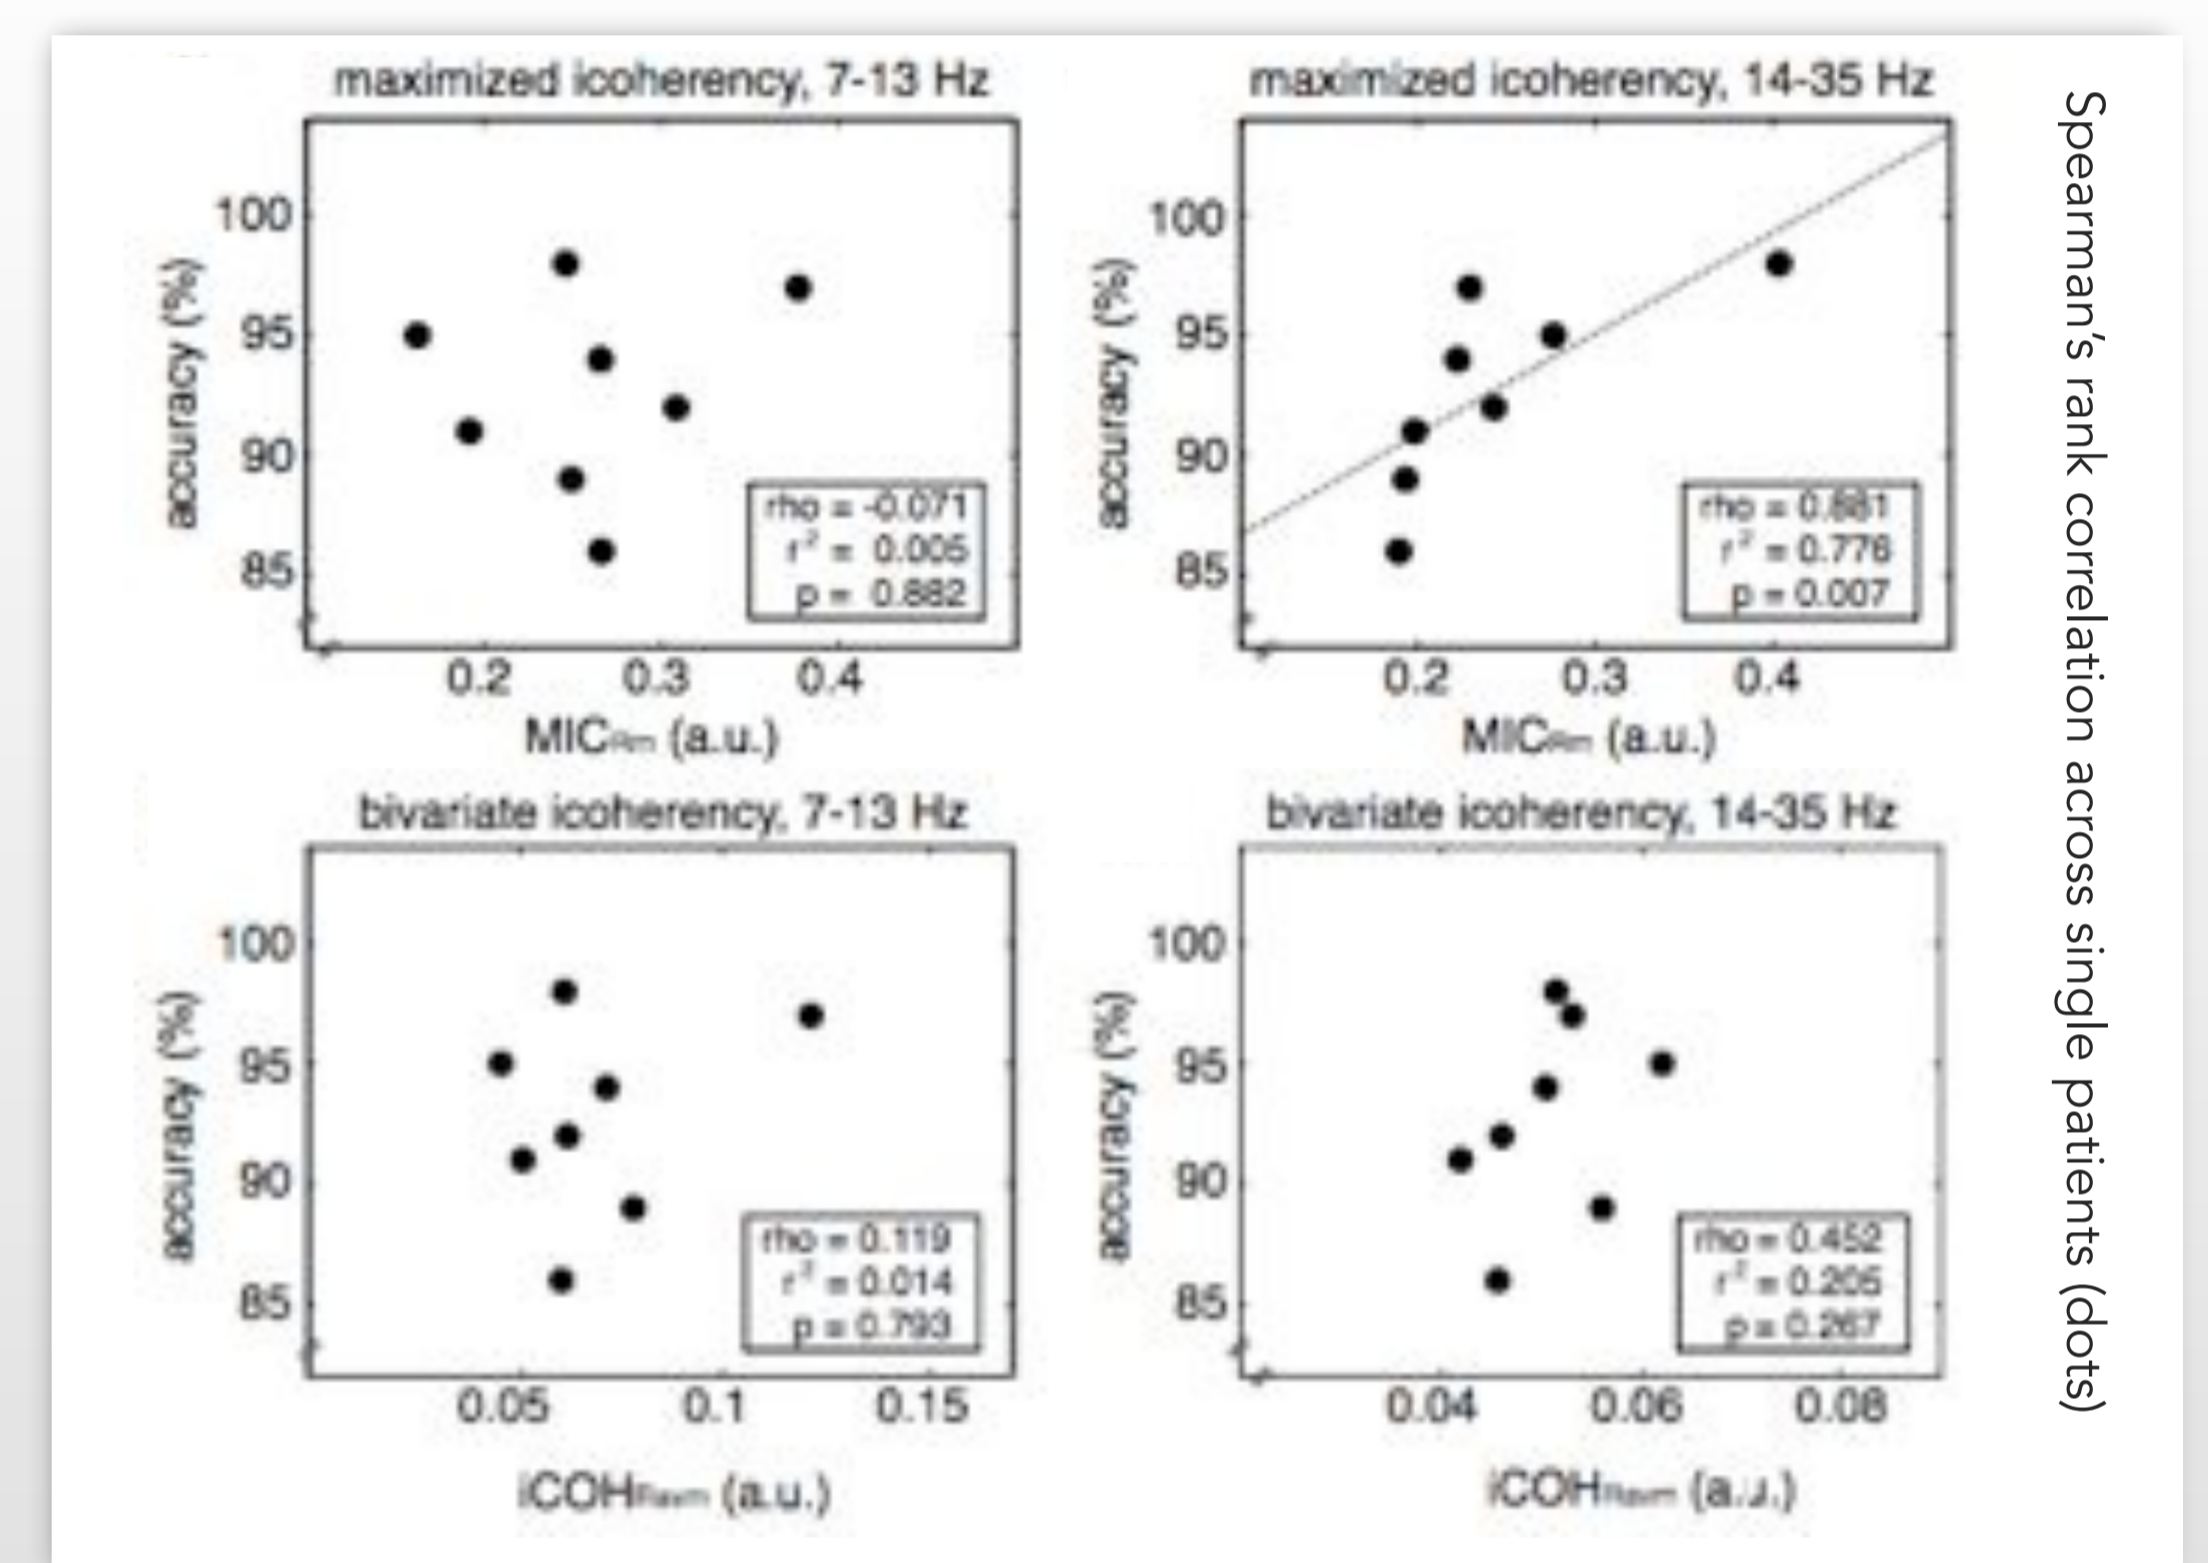 maximized icoherency, 7-13 Hz
accuracy (%)
100
95
90
85
rho = -0.071
r² = 0.005
p = 0.882
0.2 0.3 0.4
MIC (a.u.)
maximized icoherency, 14-35 Hz
accuracy (%)
100
95
90
85
rho = 0.881
r² = 0.776
p = 0.007
0.2 0.3 0.4
MIC (a.u.)
bivariate icoherency, 7-13 Hz
accuracy (%)
100
95
90
85
rho = 0.119
r² = 0.014
p = 0.793
0.05 0.1 0.15
iCOH (a.u.)
bivariate icoherency, 14-35 Hz
accuracy (%)
100
95
90
85
rho = 0.452
r² = 0.205
p = 0.267
0.04 0.06 0.08
iCOH (a.u.)
Spearman's rank correlation across single patients (dots)